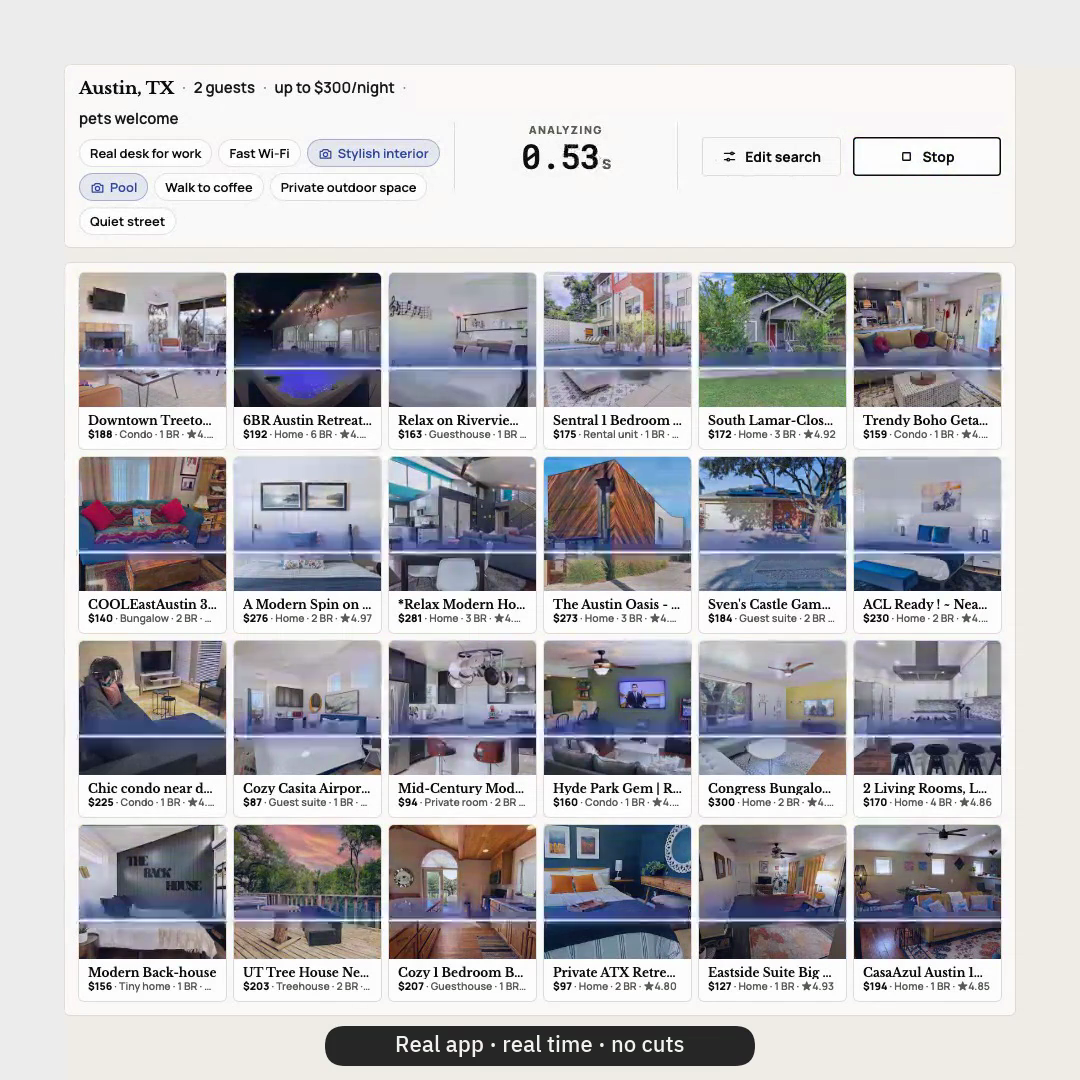 Austin, TX · 2 guests · up to $300/night ·
pets welcome
Real desk for work
Fast Wi-Fi
Stylish interior
Pool
Walk to coffee
Private outdoor space
Quiet street
ANALYZING
0.53s
Edit search
Stop
Downtown Treeto...
$188 · Condo · 1 BR · ★4....
6BR Austin Retreat...
$192 · Home · 6 BR · ★4....
Relax on Rivervie...
$163 · Guesthouse · 1 BR ...
Sentral 1 Bedroom ...
$175 · Rental unit · 1 BR · ...
South Lamar-Clos...
$172 · Home · 3 BR · ★4.92
Trendy Boho Geta...
$159 · Condo · 1 BR · ★4....
COOLEastAustin 3...
$140 · Bungalow · 2 BR · ...
A Modern Spin on ...
$276 · Home · 2 BR · ★4.97
*Relax Modern Ho...
$281 · Home · 3 BR · ★4....
The Austin Oasis - ...
$273 · Home · 3 BR · ★4....
Sven's Castle Gam...
$184 · Guest suite · 2 BR ...
ACL Ready ! ~ Nea...
$230 · Home · 2 BR · ★4....
Chic condo near d...
$225 · Condo · 1 BR · ★4....
Cozy Casita Airpor...
$87 · Guest suite · 1 BR · ...
Mid-Century Mod...
$94 · Private room · 2 BR ...
Hyde Park Gem | R...
$160 · Condo · 1 BR · ★4....
Congress Bungalo...
$300 · Home · 2 BR · ★4....
2 Living Rooms, L...
$170 · Home · 4 BR · ★4.86
THE
BACK
HOUSE
Modern Back-house
$156 · Tiny home · 1 BR · ...
UT Tree House Ne...
$203 · Treehouse · 2 BR · ...
Cozy 1 Bedroom B...
$207 · Guesthouse · 1 BR...
Private ATX Retre...
$97 · Home · 2 BR · ★4.80
Eastside Suite Big ...
$127 · Home · 1 BR · ★4.93
CasaAzul Austin 1...
$194 · Home · 1 BR · ★4.85
Real app · real time · no cuts